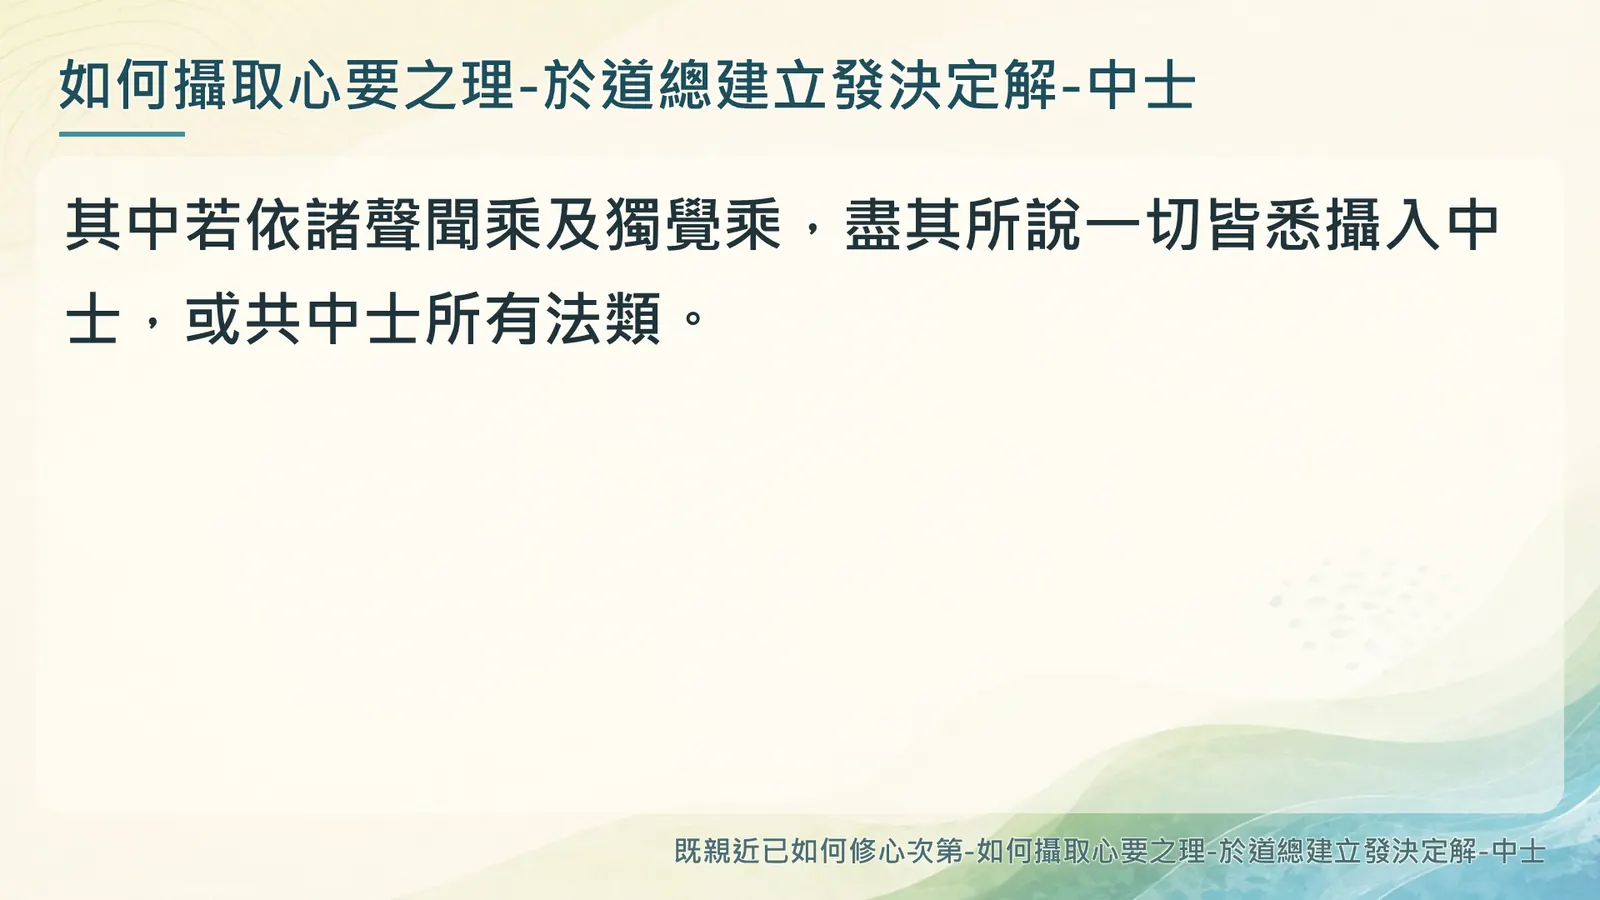 如何攝取心要之理-於道總建立發決定解-中士
其中若依諸聲聞乘及獨覺乘，盡其所說一切皆悉攝入中
士，或共中士所有法類。
既親近已如何修心次第-如何攝取心要之理-於道總建立發決定解-中士